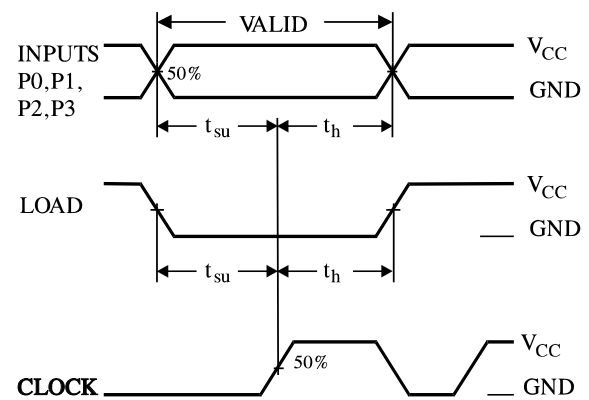 VALID
INPUTS
P0,P1,
P2,P3
50%
VCC
GND
tsu
th
LOAD
VCC
GND
tsu
th
CLOCK
50%
VCC
GND